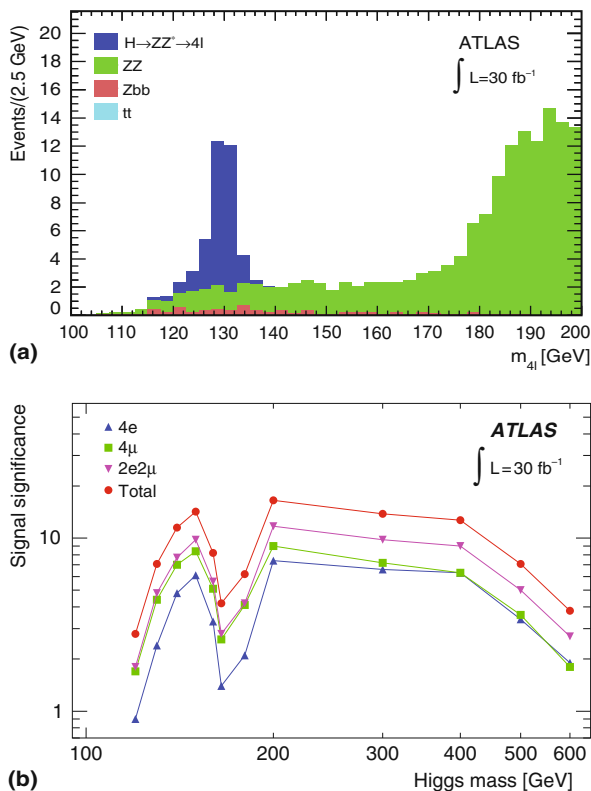 Events/(2.5 GeV)
20
18
16
14
12
10
8
6
4
2
0
H→ZZ*→4l
ZZ
Zbb
tt
ATLAS
∫ L=30 fb⁻¹
100 110 120 130 140 150 160 170 180 190 200
(a)
m4l [GeV]
Signal significance
10
1
4e
4μ
2e2μ
Total
ATLAS
∫ L=30 fb⁻¹
100 200 300 400 500 600
(b)
Higgs mass [GeV]